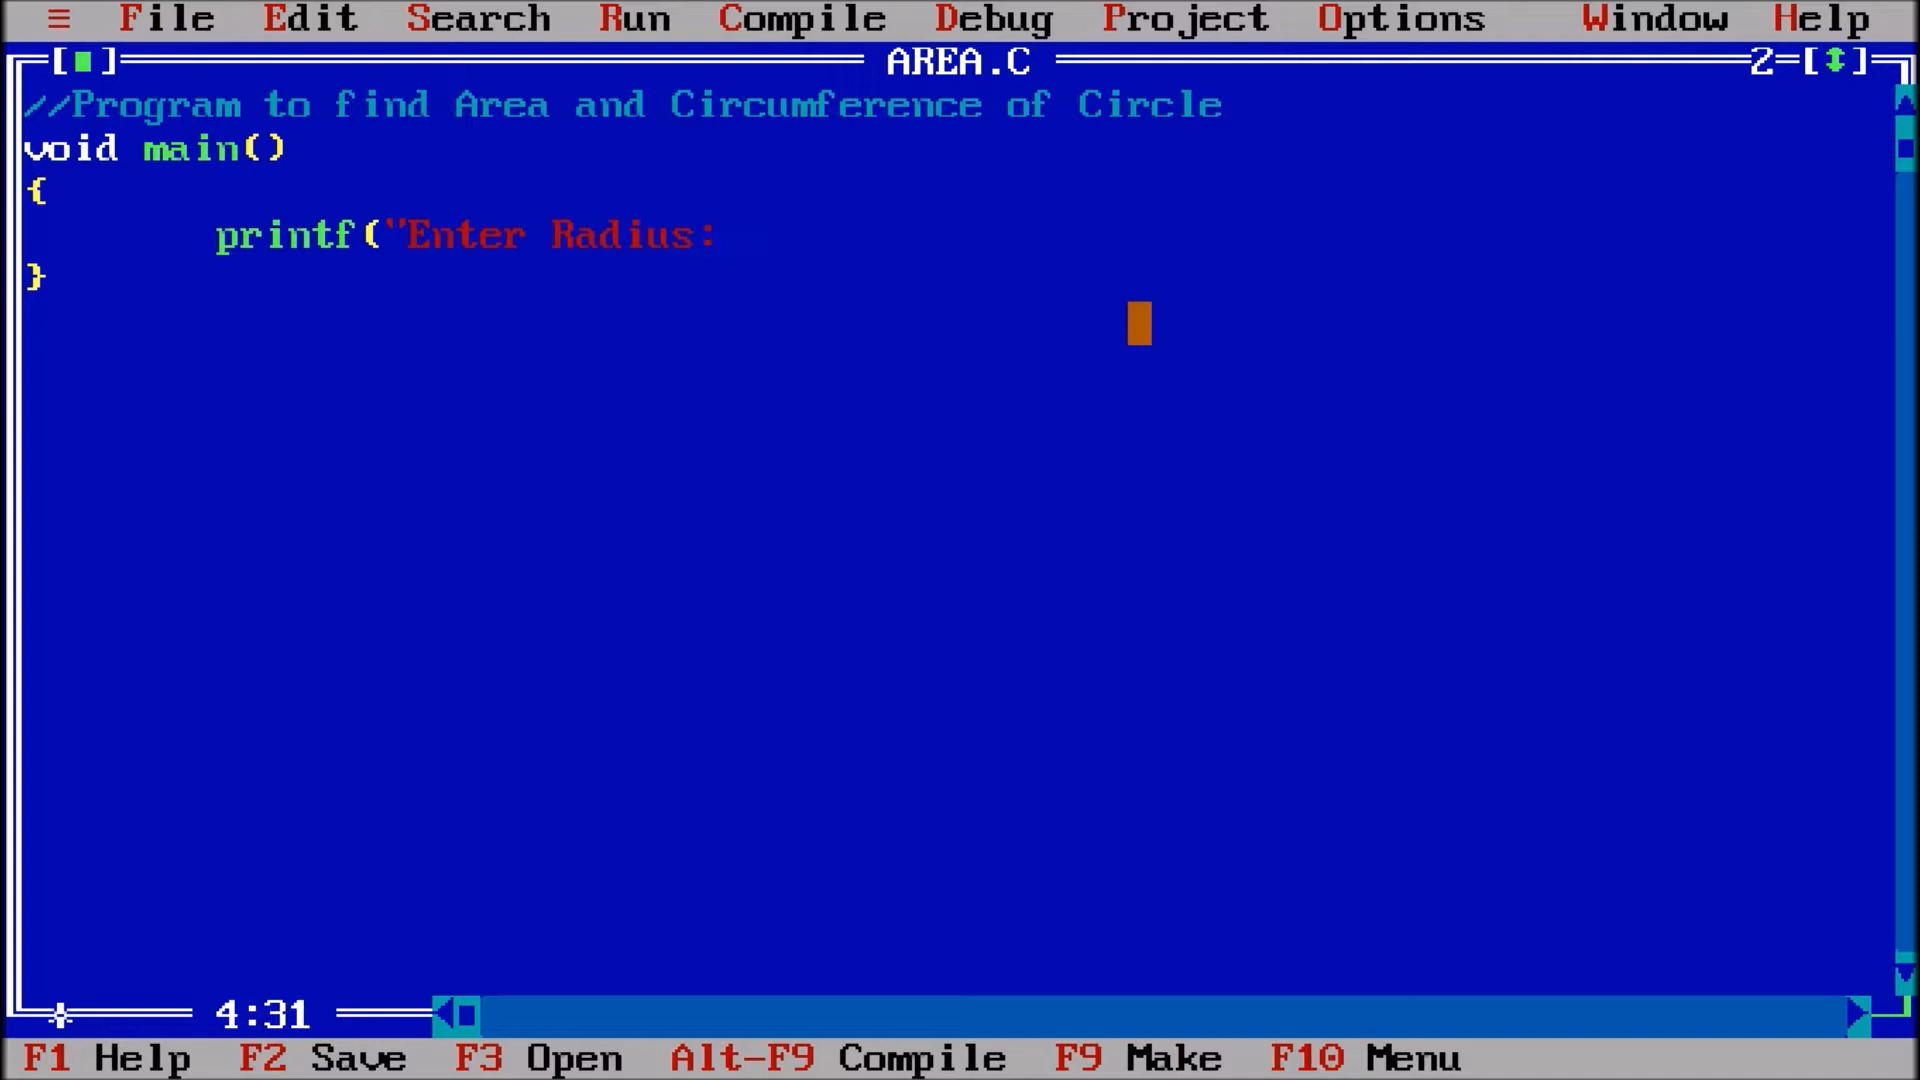 ≡ File Edit Search Run Compile Debug Project Options Window Help
[■] AREA.C 2=[↕]
//Program to find Area and Circumference of Circle
void main()
{
printf("Enter Radius:
}
4:31
F1 Help F2 Save F3 Open Alt-F9 Compile F9 Make F10 Menu